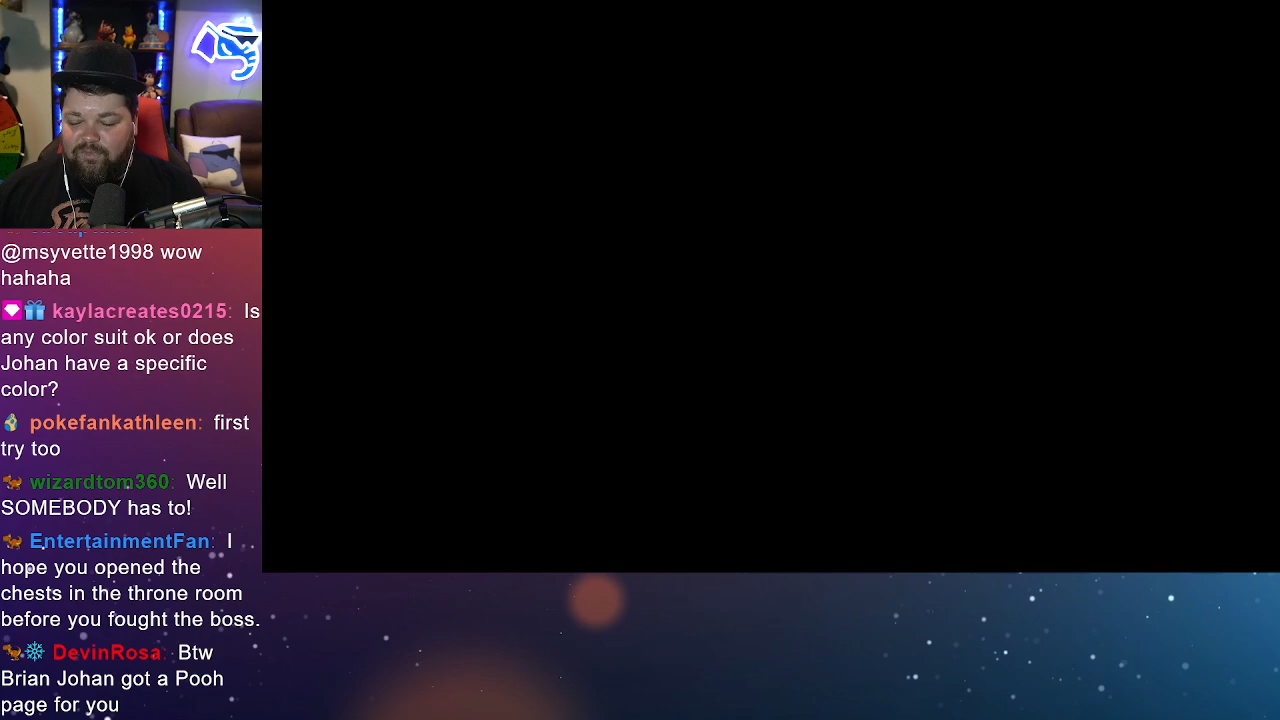 @msyvette1998 wow
hahaha
kaylacreates0215: Is
any color suit ok or does
Johan have a specific
color?
pokefankathleen: first
try too
wizardtom360: Well
SOMEBODY has to!
EntertainmentFan: I
hope you opened the
chests in the throne room
before you fought the boss.
DevinRosa: Btw
Brian Johan got a Pooh
page for you